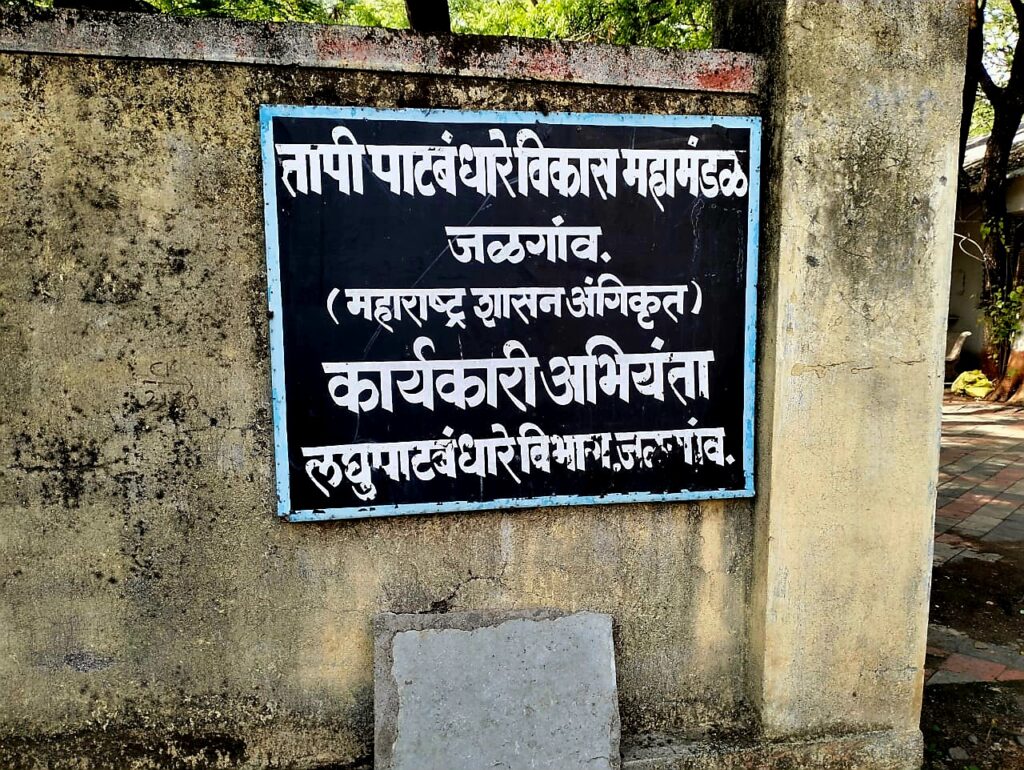 तापी पाटबंधारे विकास महामंडळ
जळगांव.
( महाराष्ट्र शासन अंगिकृत )
कार्यकारी अभियंता
लघुपाटबंधारे विभाग, जळगांव.